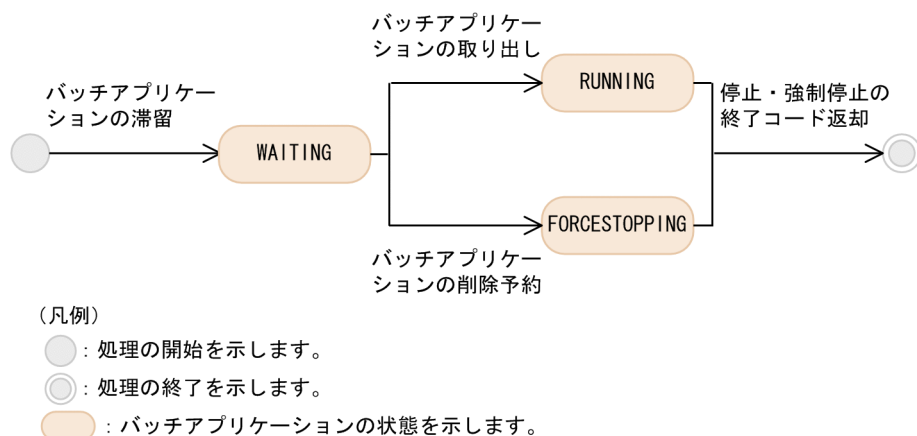 バッチアプリケー
ションの取り出し
RUNNING
バッチアプリケー
ションの滞留
停止・強制停止の
終了コード返却
WAITING
FORCESTOPPING
バッチアプリケー
ションの削除予約
（凡例）
：処理の開始を示します。
：処理の終了を示します。
：バッチアプリケーションの状態を示します。